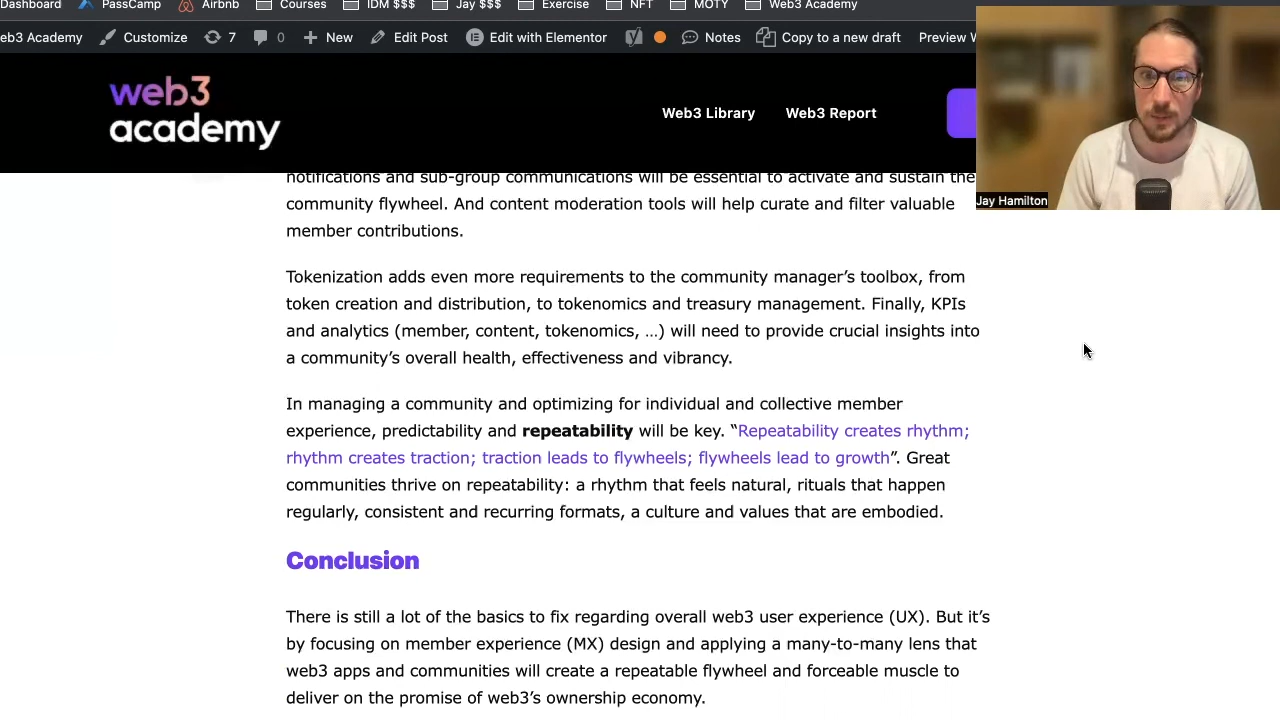 Dashboard PassCamp Airbnb Courses IDM $$$ Jay $$$ Exercise NFT MOTY Web3 Academy
eb3 Academy Customize 7 0 New Edit Post Edit with Elementor Notes Copy to a new draft Preview
web3
academy
Web3 Library Web3 Report
Jay Hamilton
notifications and sub-group communications will be essential to activate and sustain the
community flywheel. And content moderation tools will help curate and filter valuable
member contributions.
Tokenization adds even more requirements to the community manager’s toolbox, from
token creation and distribution, to tokenomics and treasury management. Finally, KPIs
and analytics (member, content, tokenomics, …) will need to provide crucial insights into
a community’s overall health, effectiveness and vibrancy.
In managing a community and optimizing for individual and collective member
experience, predictability and repeatability will be key. “Repeatability creates rhythm;
rhythm creates traction; traction leads to flywheels; flywheels lead to growth”. Great
communities thrive on repeatability: a rhythm that feels natural, rituals that happen
regularly, consistent and recurring formats, a culture and values that are embodied.
Conclusion
There is still a lot of the basics to fix regarding overall web3 user experience (UX). But it’s
by focusing on member experience (MX) design and applying a many-to-many lens that
web3 apps and communities will create a repeatable flywheel and forceable muscle to
deliver on the promise of web3’s ownership economy.